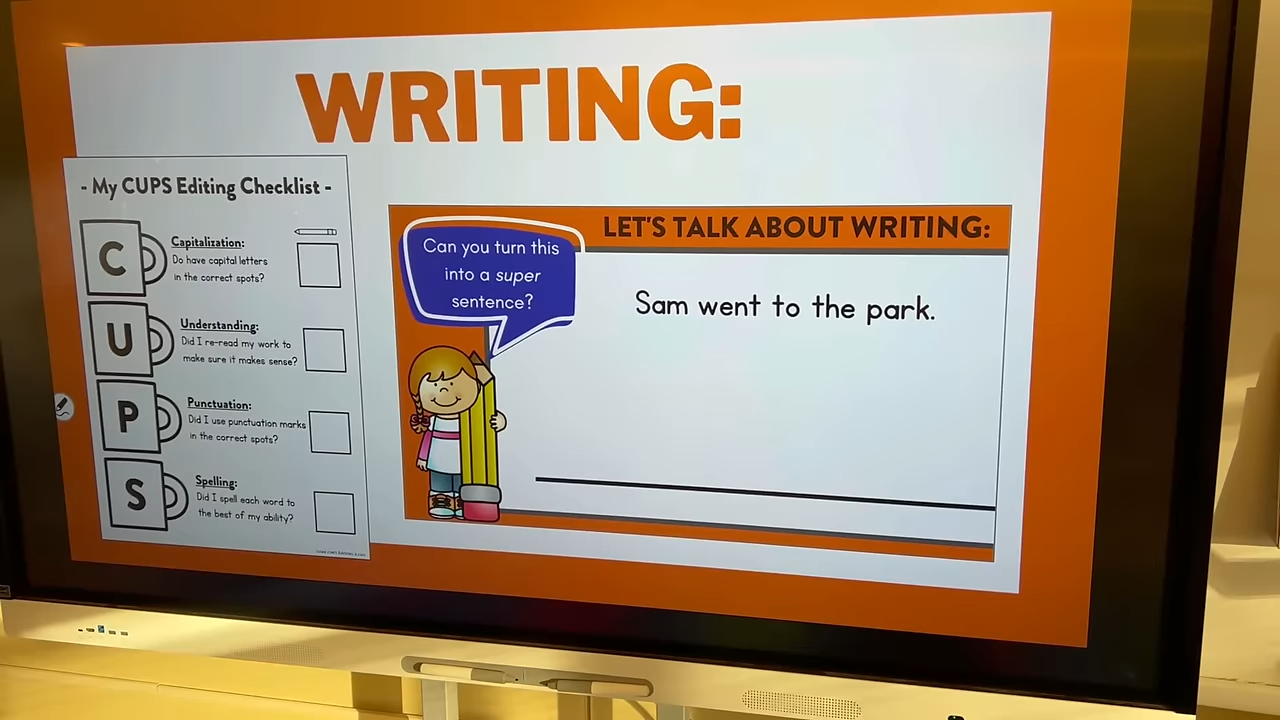 WRITING:
- My CUPS Editing Checklist -
C
Capitalization:
Do have capital letters
in the correct spots?
U
Understanding:
Did I re-read my work to
make sure it makes sense?
P
Punctuation:
Did I use punctuation marks
in the correct spots?
S
Spelling:
Did I spell each word to
the best of my ability?
LET'S TALK ABOUT WRITING:
Can you turn this
into a super
sentence?
Sam went to the park.